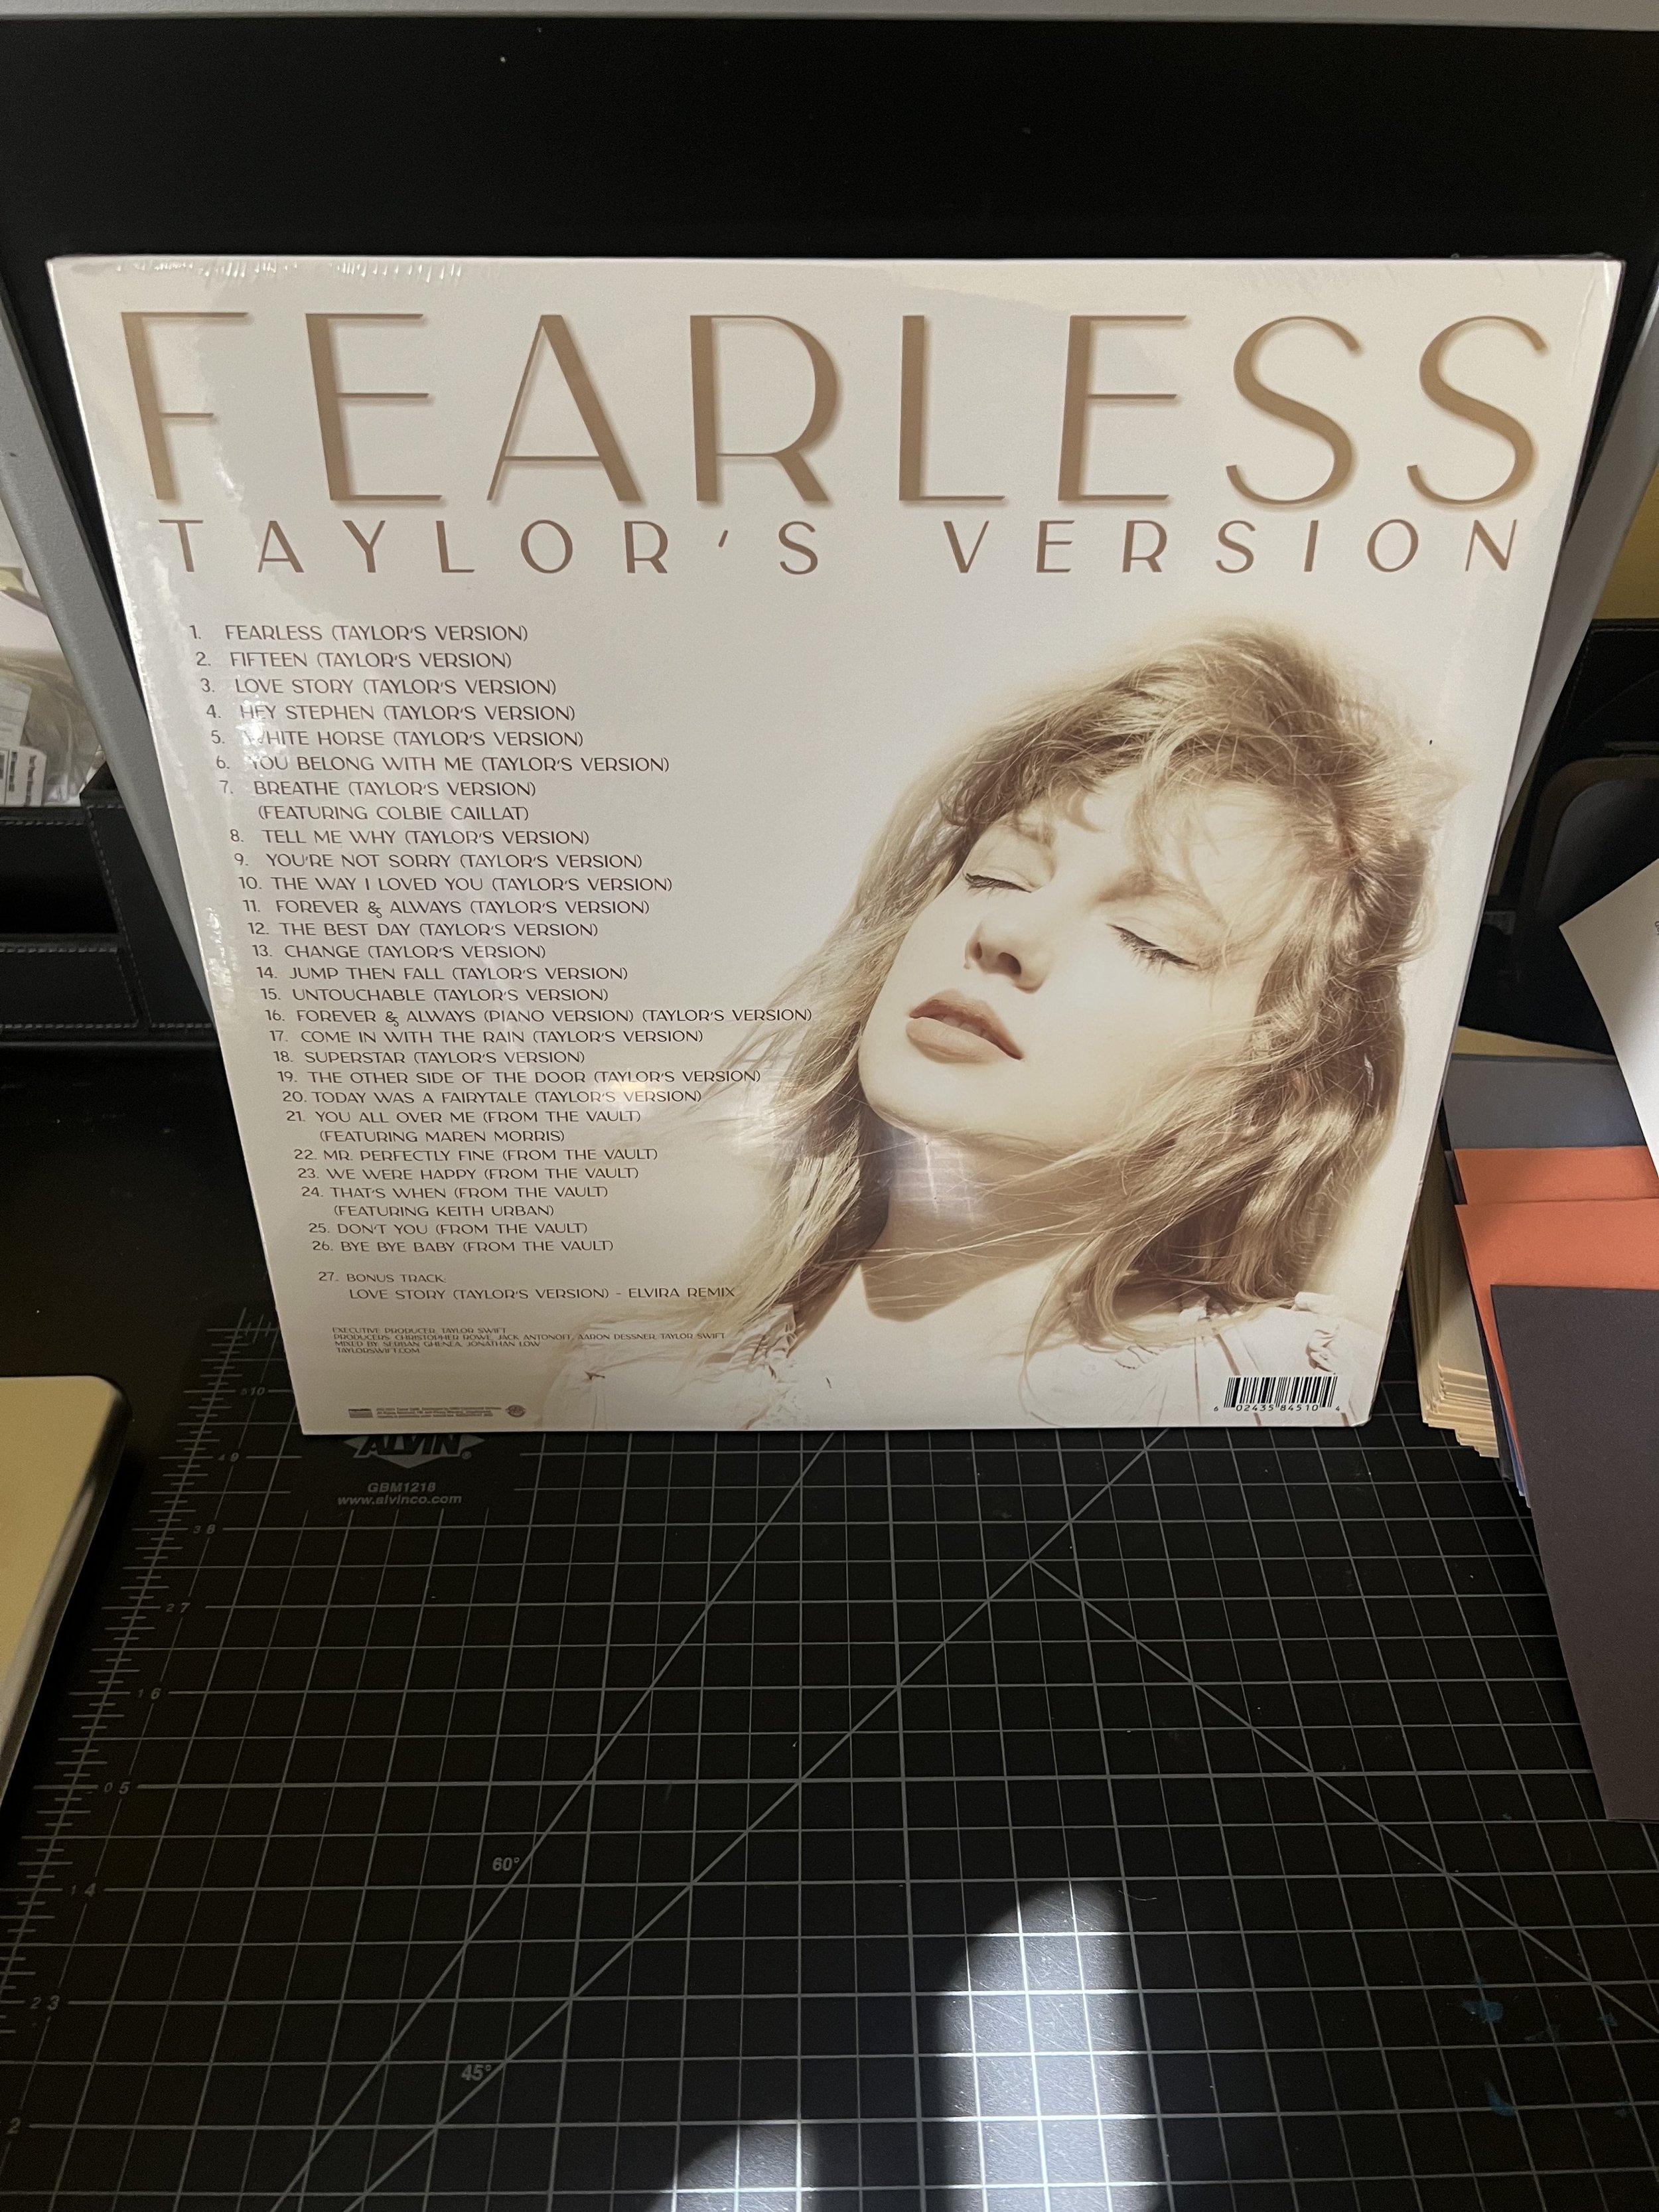 FEARLESS
TAYLOR'S VERSION
1. FEARLESS (TAYLOR'S VERSION)
2. FIFTEEN (TAYLOR'S VERSION)
3. LOVE STORY (TAYLOR'S VERSION)
4. HEY STEPHEN (TAYLOR'S VERSION)
5. WHITE HORSE (TAYLOR'S VERSION)
6. YOU BELONG WITH ME (TAYLOR'S VERSION)
7. BREATHE (TAYLOR'S VERSION)
(FEATURING COLBIE CAILLAT)
8. TELL ME WHY (TAYLOR'S VERSION)
9. YOU'RE NOT SORRY (TAYLOR'S VERSION)
10. THE WAY I LOVED YOU (TAYLOR'S VERSION)
11. FOREVER & ALWAYS (TAYLOR'S VERSION)
12. THE BEST DAY (TAYLOR'S VERSION)
13. CHANGE (TAYLOR'S VERSION)
14. JUMP THEN FALL (TAYLOR'S VERSION)
15. UNTOUCHABLE (TAYLOR'S VERSION)
16. FOREVER & ALWAYS (PIANO VERSION) (TAYLOR'S VERSION)
17. COME IN WITH THE RAIN (TAYLOR'S VERSION)
18. SUPERSTAR (TAYLOR'S VERSION)
19. THE OTHER SIDE OF THE DOOR (TAYLOR'S VERSION)
20. TODAY WAS A FAIRYTALE (TAYLOR'S VERSION)
21. YOU ALL OVER ME (FROM THE VAULT)
(FEATURING MAREN MORRIS)
22. MR. PERFECTLY FINE (FROM THE VAULT)
23. WE WERE HAPPY (FROM THE VAULT)
24. THAT'S WHEN (FROM THE VAULT)
(FEATURING KEITH URBAN)
25. DON'T YOU (FROM THE VAULT)
26. BYE BYE BABY (FROM THE VAULT)
27. BONUS TRACK:
LOVE STORY (TAYLOR'S VERSION) - ELVIRA REMIX
EXECUTIVE PRODUCER: TAYLOR SWIFT
PRODUCERS: CHRISTOPHER ROWE, JACK ANTONOFF, AARON DESSNER, TAYLOR SWIFT
MIXED BY: SERBAN GHENEA, JONATHAN LOW
TAYLORSWIFT.COM
6 02435 84510 4
ALVIN®
GBM1218
www.alvinco.com
510
49
38
27
16
05
14
23
2
60°
45°